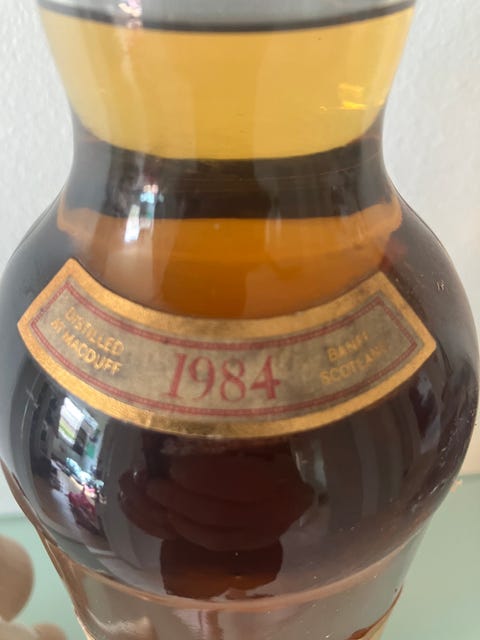 DISTILLED
AT MACDUFF
1984
BANFF
SCOTLAND